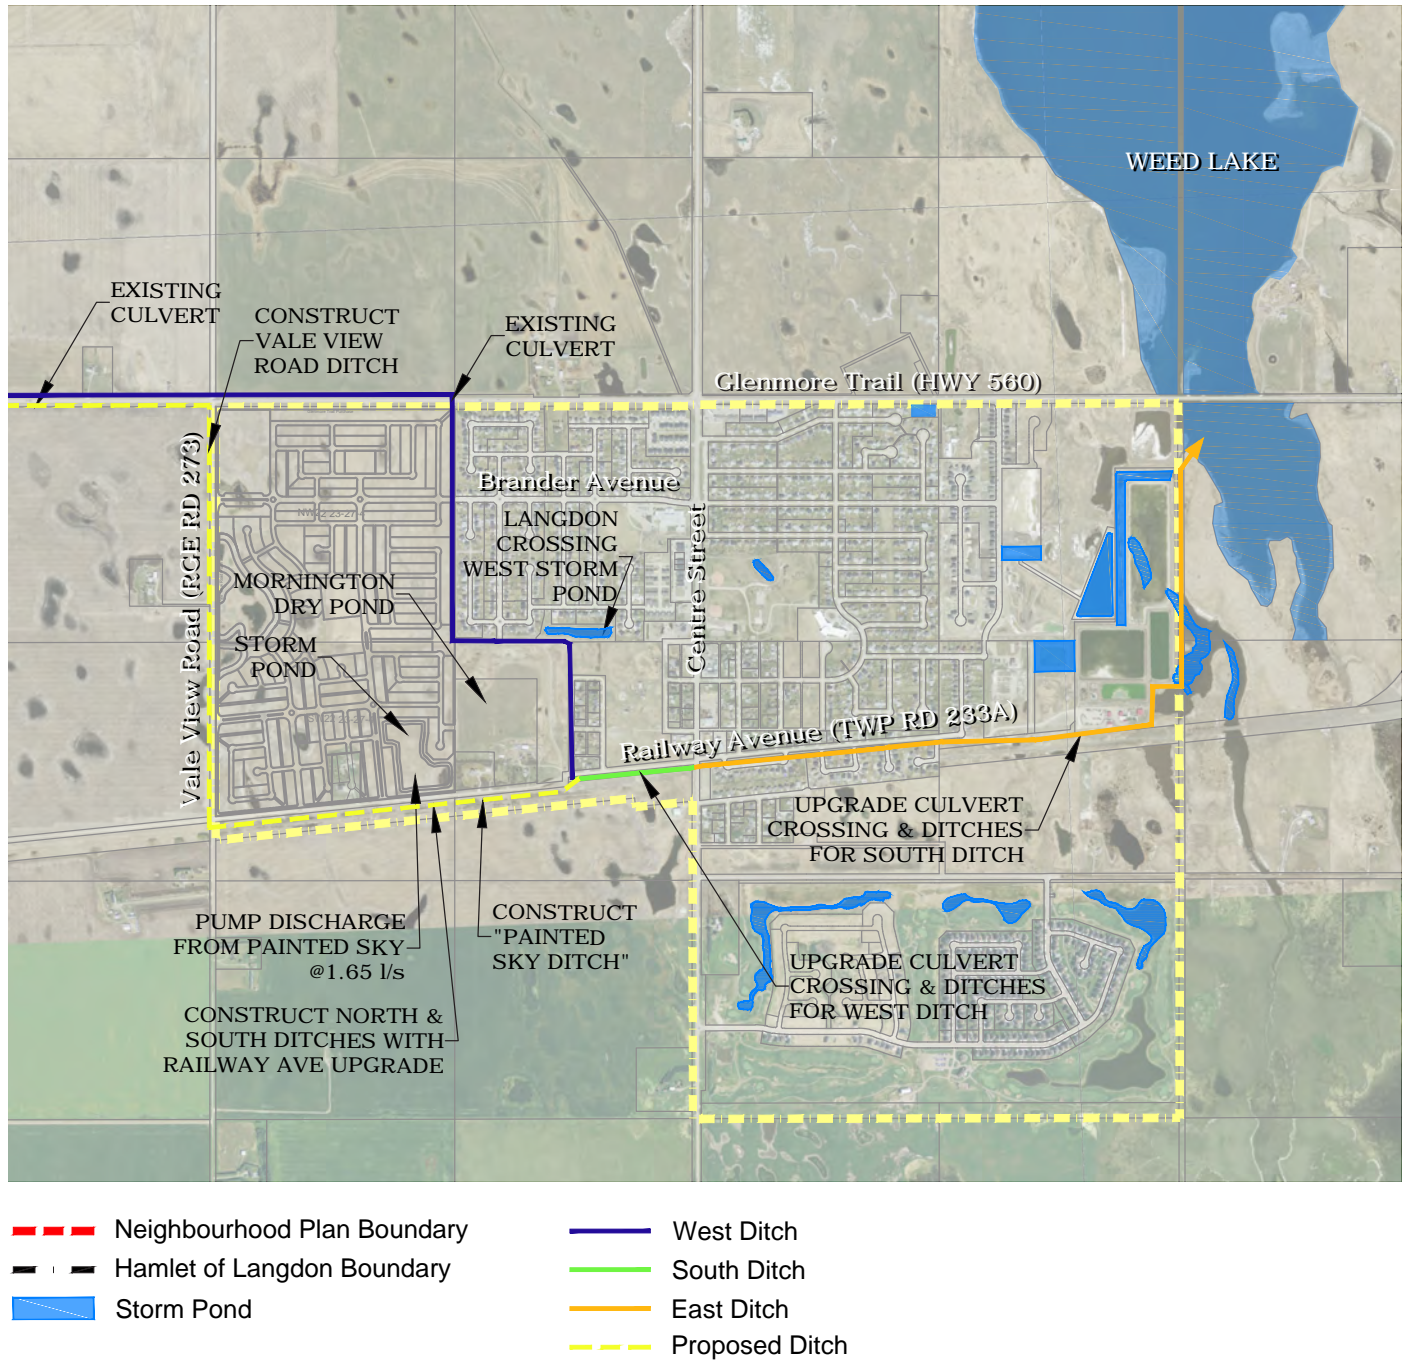 WEED LAKE
EXISTING
CULVERT
CONSTRUCT
VALE VIEW
ROAD DITCH
EXISTING
CULVERT
Glenmore Trail (HWY 560)
Vale View Road (RGE RD 273)
Brander Avenue
LANGDON
CROSSING
WEST STORM
POND
Centre Street
MORNINGTON
DRY POND
STORM
POND
Railway Avenue (TWP RD 233A)
UPGRADE CULVERT
CROSSING & DITCHES
FOR SOUTH DITCH
PUMP DISCHARGE
FROM PAINTED SKY
@1.65 l/s
CONSTRUCT
"PAINTED
SKY DITCH"
UPGRADE CULVERT
CROSSING & DITCHES
FOR WEST DITCH
CONSTRUCT NORTH &
SOUTH DITCHES WITH
RAILWAY AVE UPGRADE
Neighbourhood Plan Boundary
Hamlet of Langdon Boundary
Storm Pond
West Ditch
South Ditch
East Ditch
Proposed Ditch